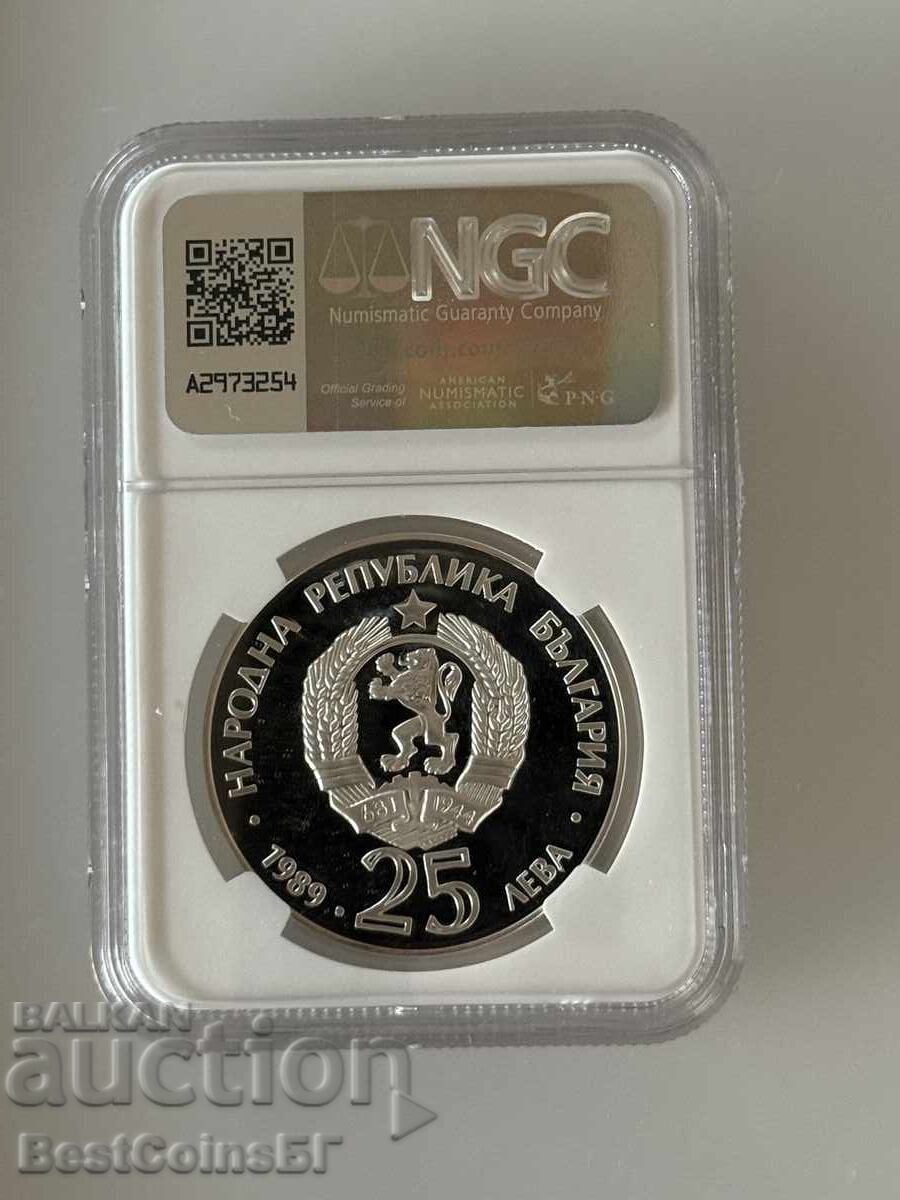 NGC
Numismatic Guaranty Company
A2973254
Official Grading
Service of
AMERICAN
NUMISMATIC
ASSOCIATION
P·N·G
· НАРОДНА РЕПУБЛИКА БЪЛГАРИЯ ·
681 1944
1989 · 25 ЛЕВА
BALKAN
auction
BestCoinsБГ